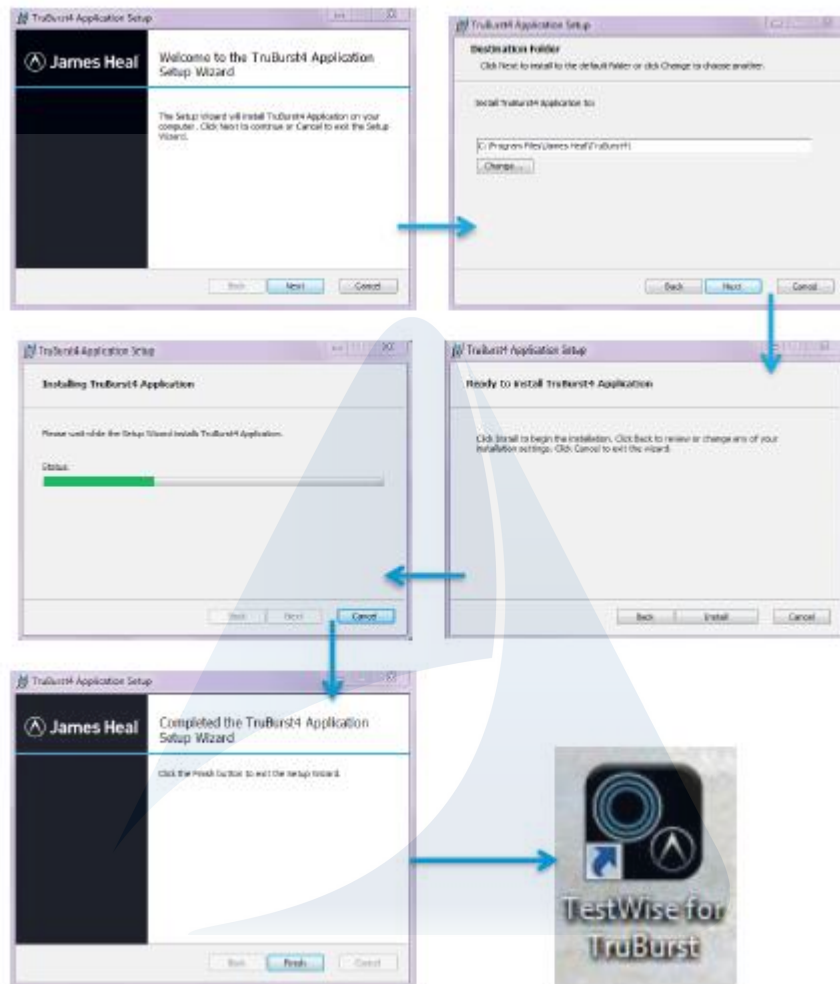 TruBurst4 Application Setup
James Heal
Welcome to the TruBurst4 Application
Setup Wizard
The Setup Wizard will install TruBurst4 Application on your
computer. Click Next to continue or Cancel to exit the Setup
Wizard.
Back Next Cancel
TruBurst4 Application Setup
Destination Folder
Click Next to install to the default folder or click Change to choose another.
Install TruBurst4 Application to:
C:\Program Files\James Heal\TruBurst4\
Change...
Back Next Cancel
TruBurst4 Application Setup
Ready to install TruBurst4 Application
Click Install to begin the installation. Click Back to review or change any of your
installation settings. Click Cancel to exit the wizard.
Back Install Cancel
TruBurst4 Application Setup
Installing TruBurst4 Application
Please wait while the Setup Wizard installs TruBurst4 Application.
Status:
Back Next Cancel
TruBurst4 Application Setup
James Heal
Completed the TruBurst4 Application
Setup Wizard
Click the Finish button to exit the Setup Wizard.
Back Finish Cancel
TestWise for
TruBurst